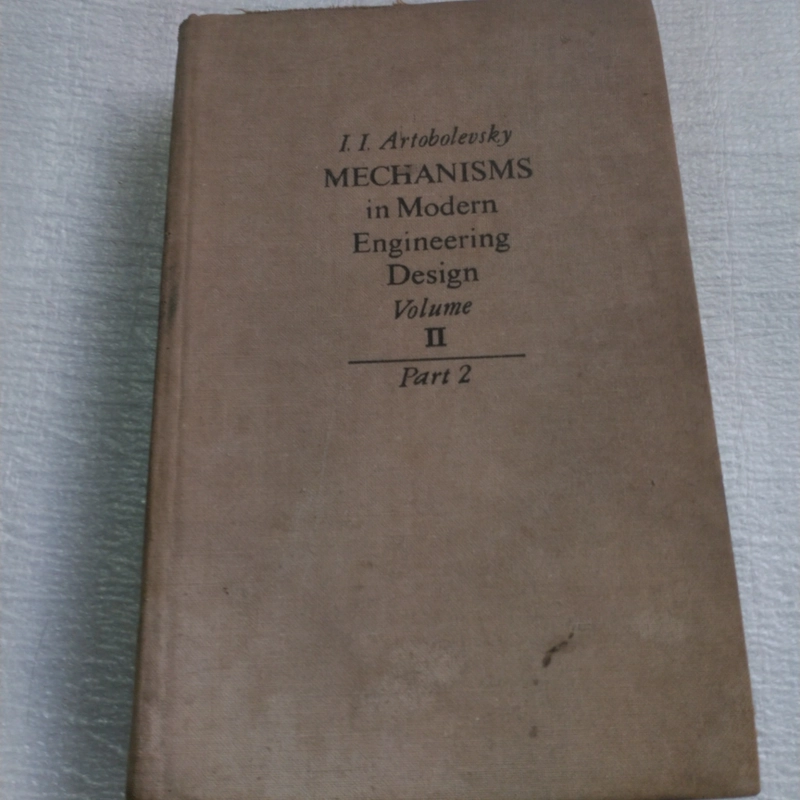 I. I. Artobolevsky
MECHANISMS
in Modern
Engineering
Design
Volume
II
Part 2